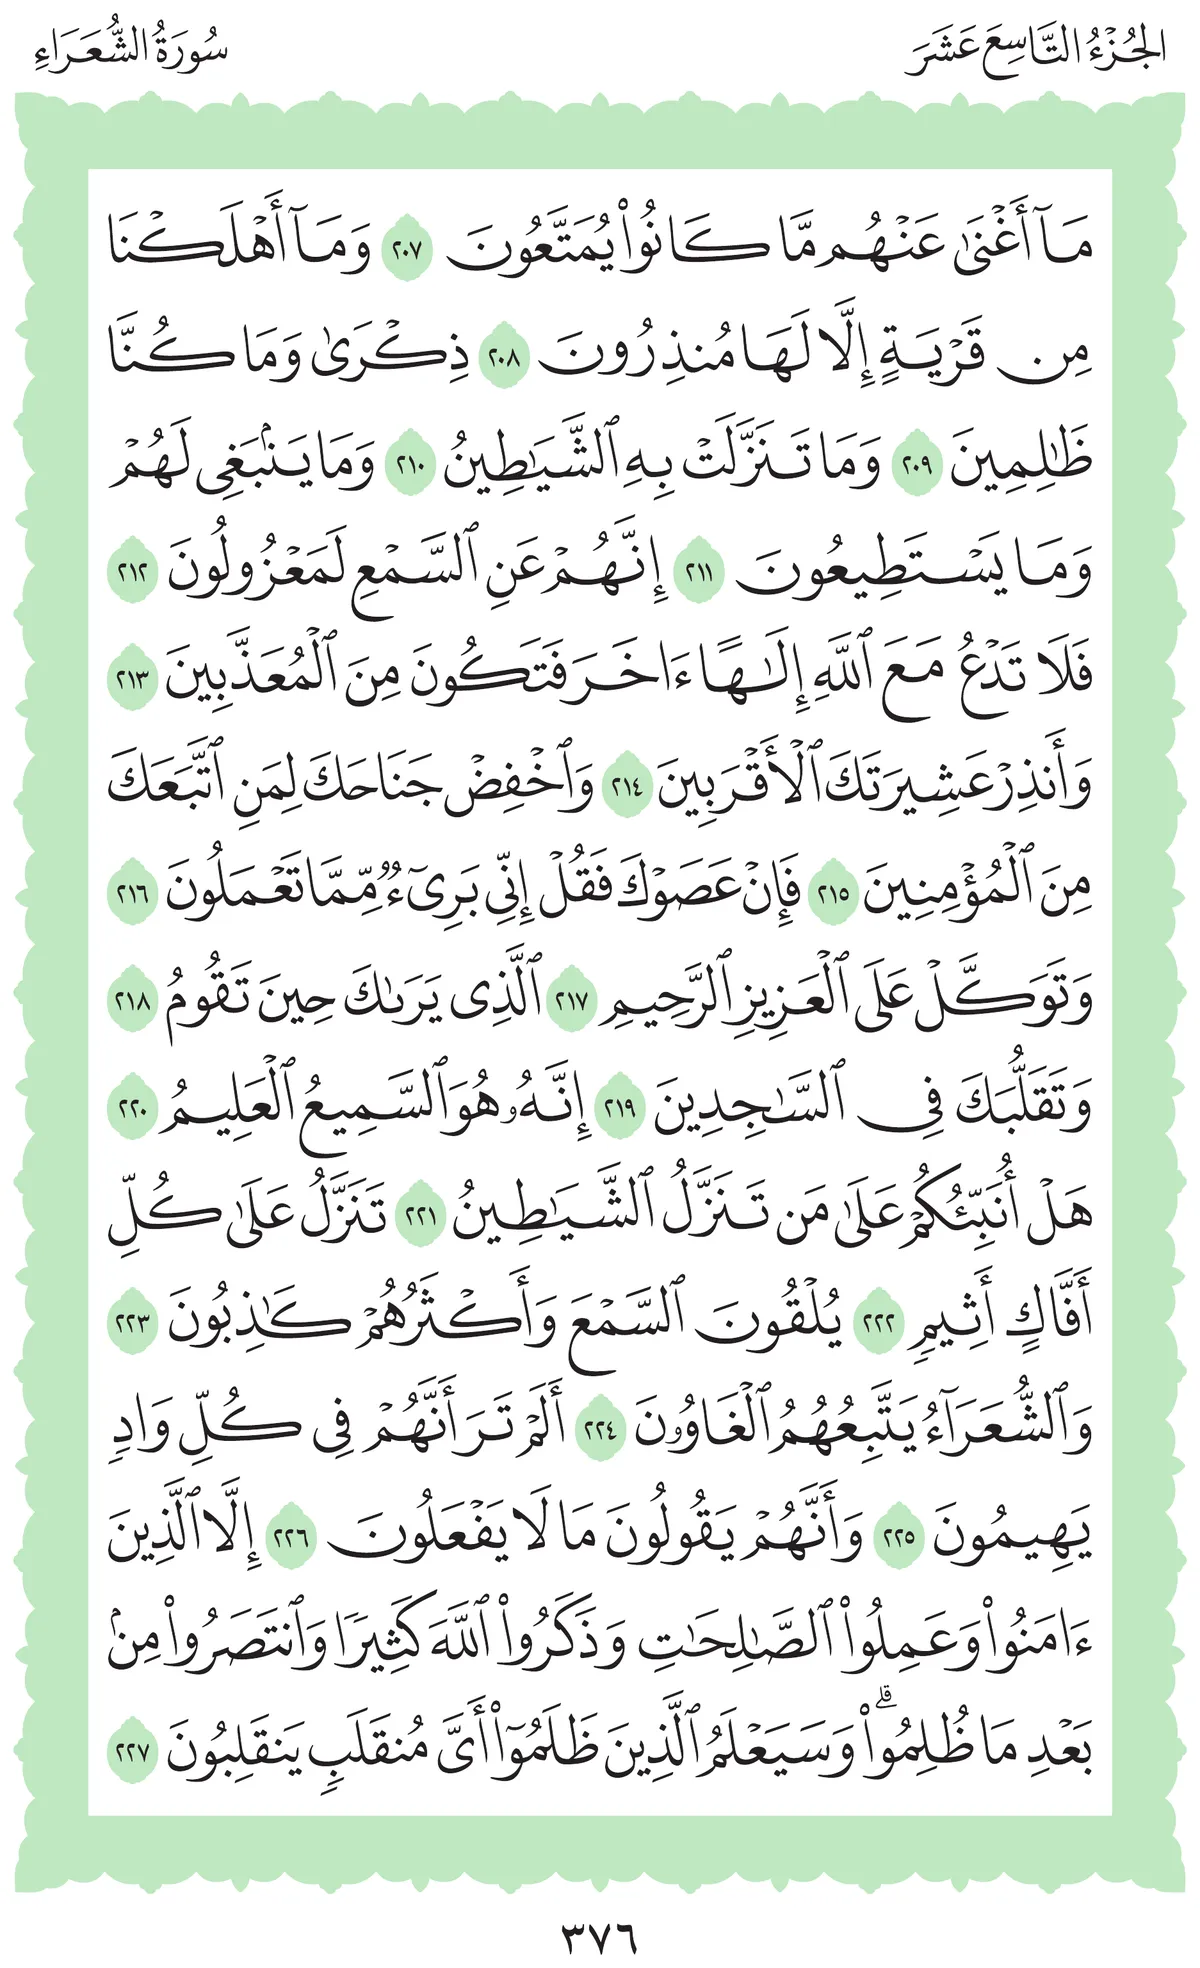 الجُزْءُ التَّاسِعَ عَشَرَ
سُورَةُ الشُّعَرَاءِ
مَآ أَغْنَىٰ عَنْهُم مَّا كَانُوا۟ يُمَتَّعُونَ ٢٠٧ وَمَآ أَهْلَكْنَا
مِن قَرْيَةٍ إِلَّا لَهَا مُنذِرُونَ ٢٠٨ ذِكْرَىٰ وَمَا كُنَّا
ظَٰلِمِينَ ٢٠٩ وَمَا تَنَزَّلَتْ بِهِ ٱلشَّيَٰطِينُ ٢١٠ وَمَا يَنۢبَغِى لَهُمْ
وَمَا يَسْتَطِيعُونَ ٢١١ إِنَّهُمْ عَنِ ٱلسَّمْعِ لَمَعْزُولُونَ ٢١٢
فَلَا تَدْعُ مَعَ ٱللَّهِ إِلَٰهًا ءَاخَرَ فَتَكُونَ مِنَ ٱلْمُعَذَّبِينَ ٢١٣
وَأَنذِرْ عَشِيرَتَكَ ٱلْأَقْرَبِينَ ٢١٤ وَٱخْفِضْ جَنَاحَكَ لِمَنِ ٱتَّبَعَكَ
مِنَ ٱلْمُؤْمِنِينَ ٢١٥ فَإِنْ عَصَوْكَ فَقُلْ إِنِّى بَرِىٓءٌ مِّمَّا تَعْمَلُونَ ٢١٦
وَتَوَكَّلْ عَلَى ٱلْعَزِيزِ ٱلرَّحِيمِ ٢١٧ ٱلَّذِى يَرَىٰكَ حِينَ تَقُومُ ٢١٨
وَتَقَلُّبَكَ فِى ٱلسَّٰجِدِينَ ٢١٩ إِنَّهُۥ هُوَ ٱلسَّمِيعُ ٱلْعَلِيمُ ٢٢٠
هَلْ أُنَبِّئُكُمْ عَلَىٰ مَن تَنَزَّلُ ٱلشَّيَٰطِينُ ٢٢١ تَنَزَّلُ عَلَىٰ كُلِّ
أَفَّاكٍ أَثِيمٍ ٢٢٢ يُلْقُونَ ٱلسَّمْعَ وَأَكْثَرُهُمْ كَٰذِبُونَ ٢٢٣
وَٱلشُّعَرَآءُ يَتَّبِعُهُمُ ٱلْغَاوُۥنَ ٢٢٤ أَلَمْ تَرَ أَنَّهُمْ فِى كُلِّ وَادٍ
يَهِيمُونَ ٢٢٥ وَأَنَّهُمْ يَقُولُونَ مَا لَا يَفْعَلُونَ ٢٢٦ إِلَّا ٱلَّذِينَ
ءَامَنُوا۟ وَعَمِلُوا۟ ٱلصَّٰلِحَٰتِ وَذَكَرُوا۟ ٱللَّهَ كَثِيرًا وَٱنتَصَرُوا۟ مِنۢ
بَعْدِ مَا ظُلِمُوا۟ ۗ وَسَيَعْلَمُ ٱلَّذِينَ ظَلَمُوٓا۟ أَىَّ مُنقَلَبٍ يَنقَلِبُونَ ٢٢٧
٣٧٦